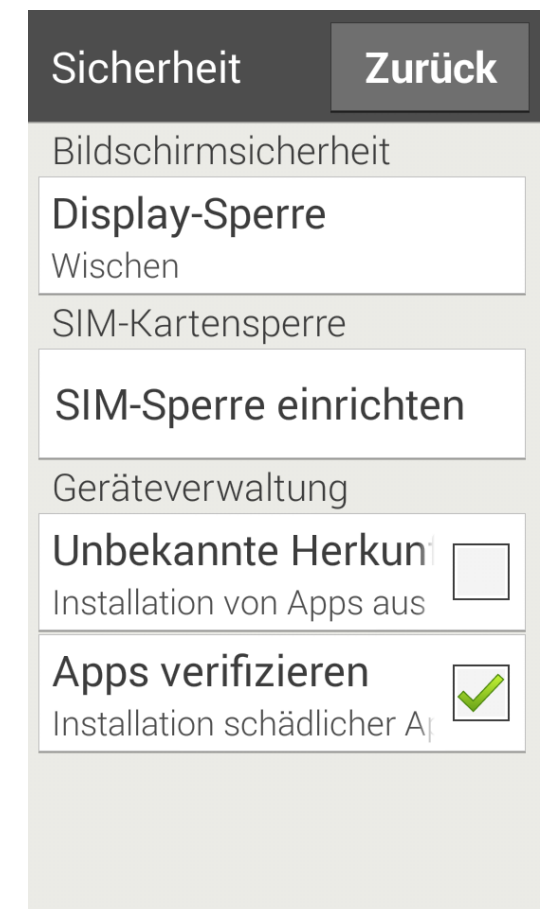 Sicherheit
Zurück
Bildschirmsicherheit
Display-Sperre
Wischen
SIM-Kartensperre
SIM-Sperre einrichten
Geräteverwaltung
Unbekannte Herkun
Installation von Apps aus
Apps verifizieren
Installation schädlicher A